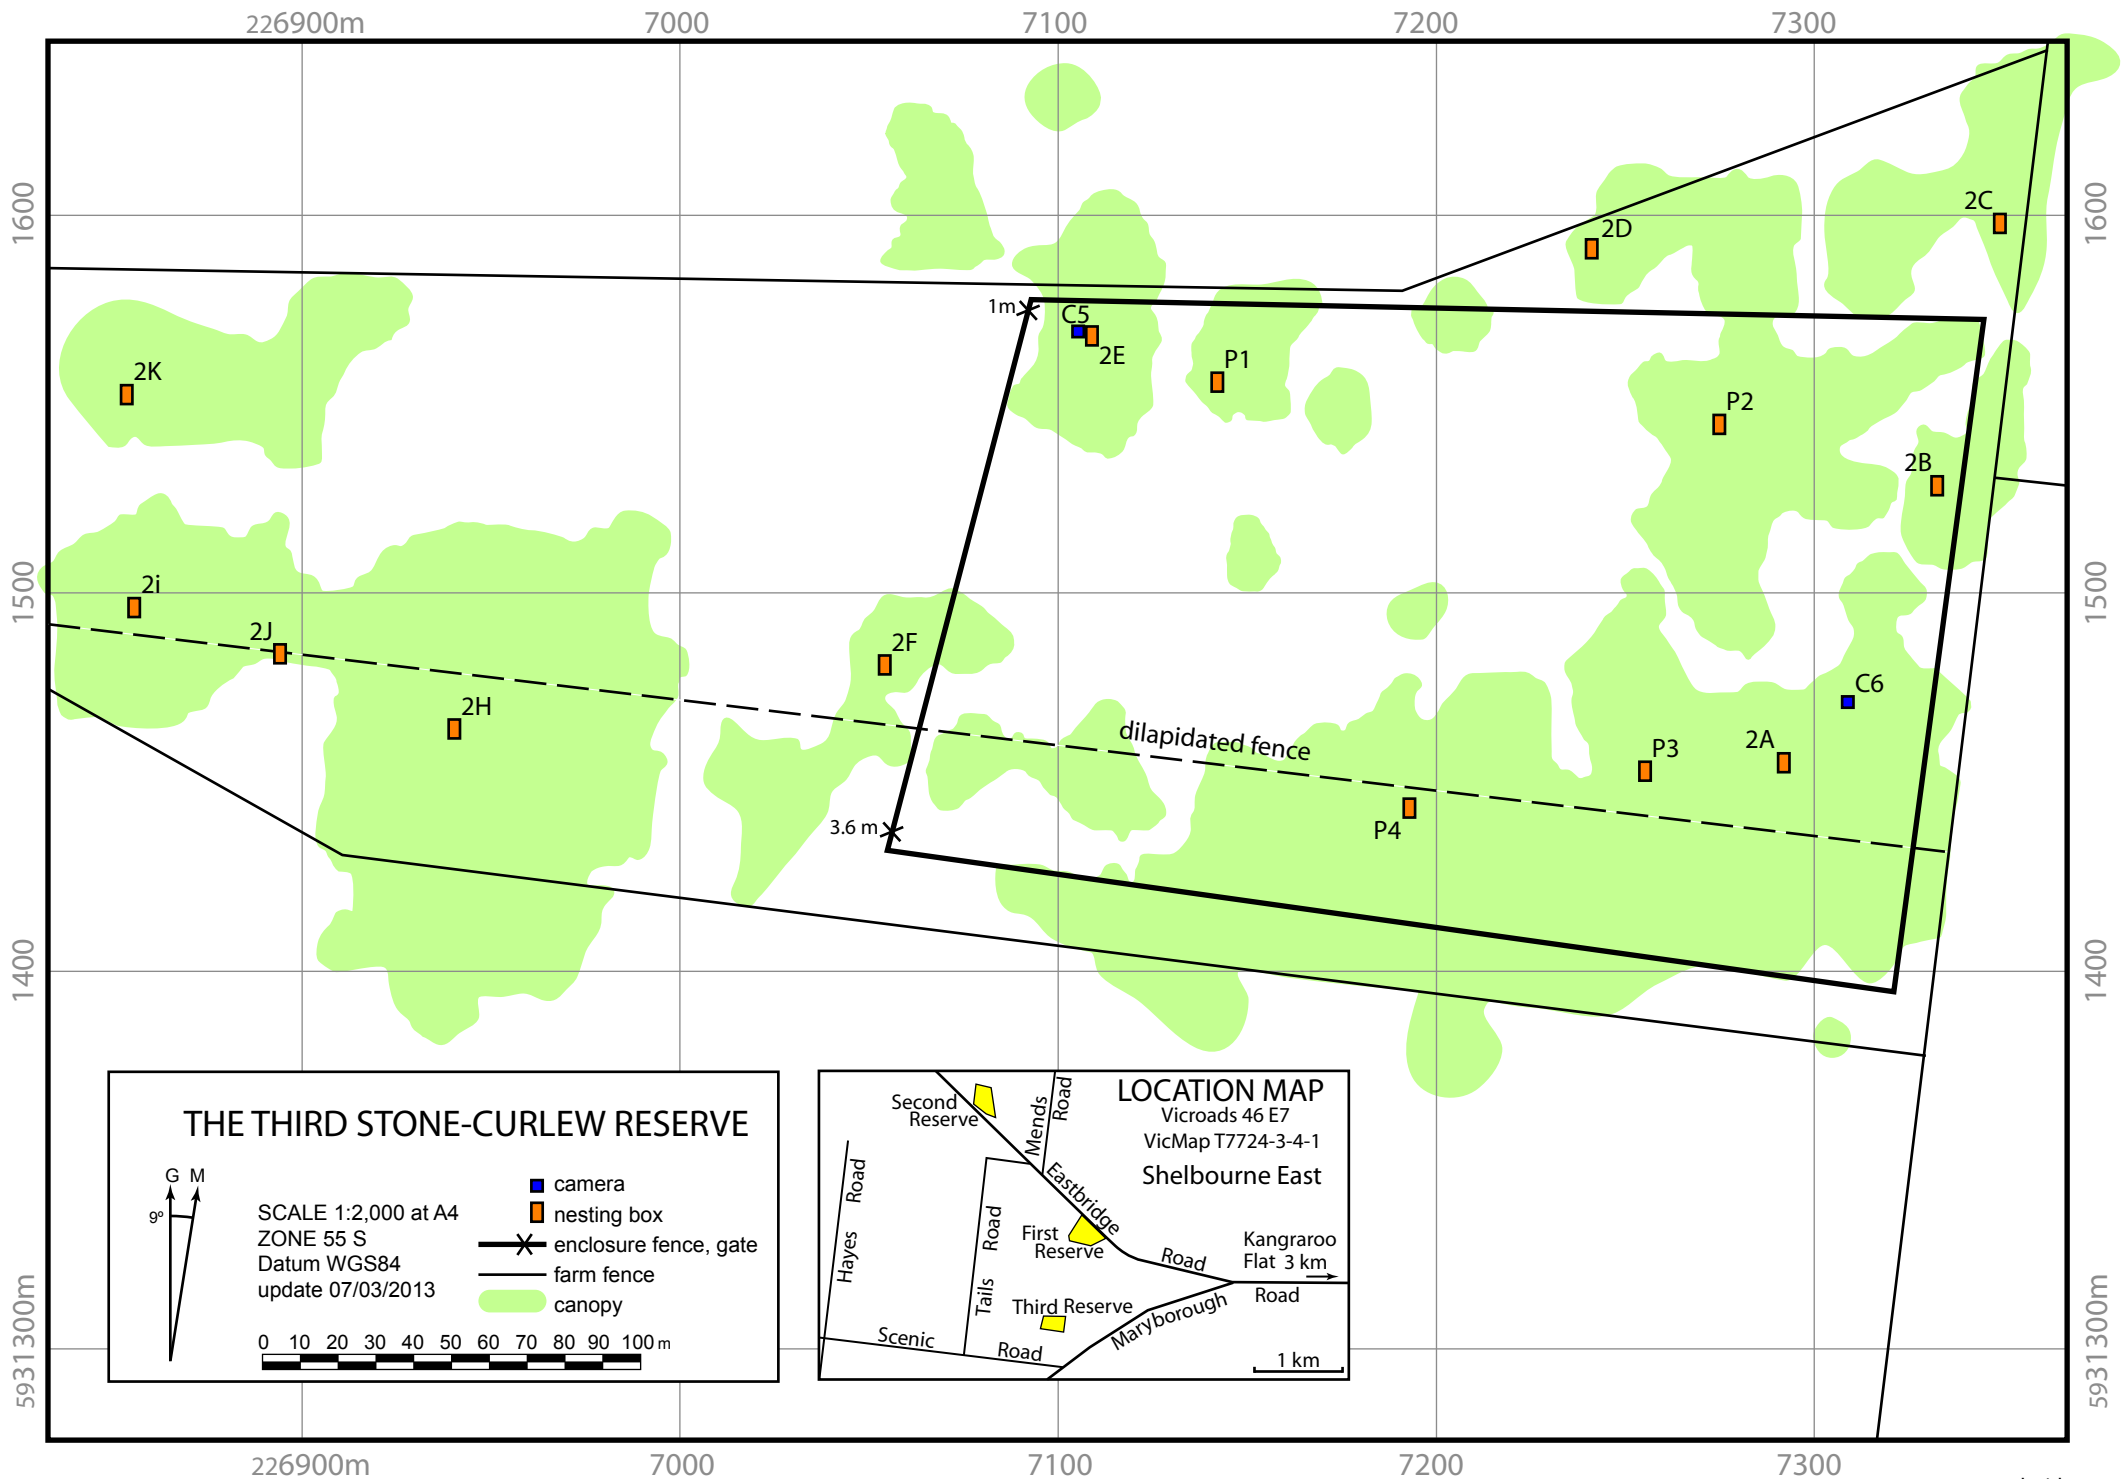 226900m 7000 7100 7200 7300
1600 1600
2C
2D
1m
C5
2E
P1
2K
P2
2B
1500 1500
2i
2J
2F
2H
C6
dilapidated fence
P3
2A
3.6 m
P4
1400 1400
THE THIRD STONE-CURLEW RESERVE
G M
9º
SCALE 1:2,000 at A4
ZONE 55 S
Datum WGS84
update 07/03/2013
camera
nesting box
enclosure fence, gate
farm fence
canopy
0 10 20 30 40 50 60 70 80 90 100 m
LOCATION MAP
Vicroads 46 E7
VicMap T7724-3-4-1
Shelbourne East
Second
Reserve
Mends
Road
Eastbridge
Road
Hayes
Road
Tails
Road
First
Reserve
Kangraroo
Flat 3 km
Road
Third Reserve
Maryborough
Scenic
Road
1 km
5931300m 5931300m
226900m 7000 7100 7200 7300